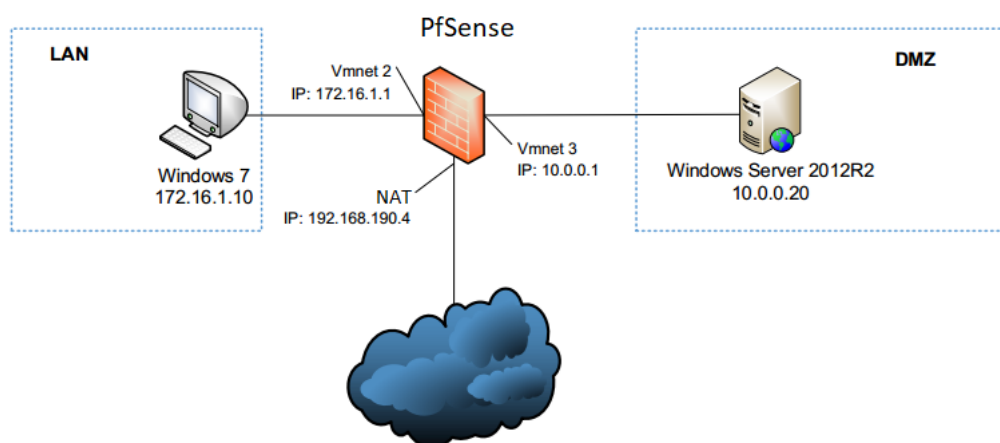 PfSense
LAN
DMZ
Vmnet 2
IP: 172.16.1.1
Vmnet 3
IP: 10.0.0.1
Windows 7
172.16.1.10
Windows Server 2012R2
10.0.0.20
NAT
IP: 192.168.190.4